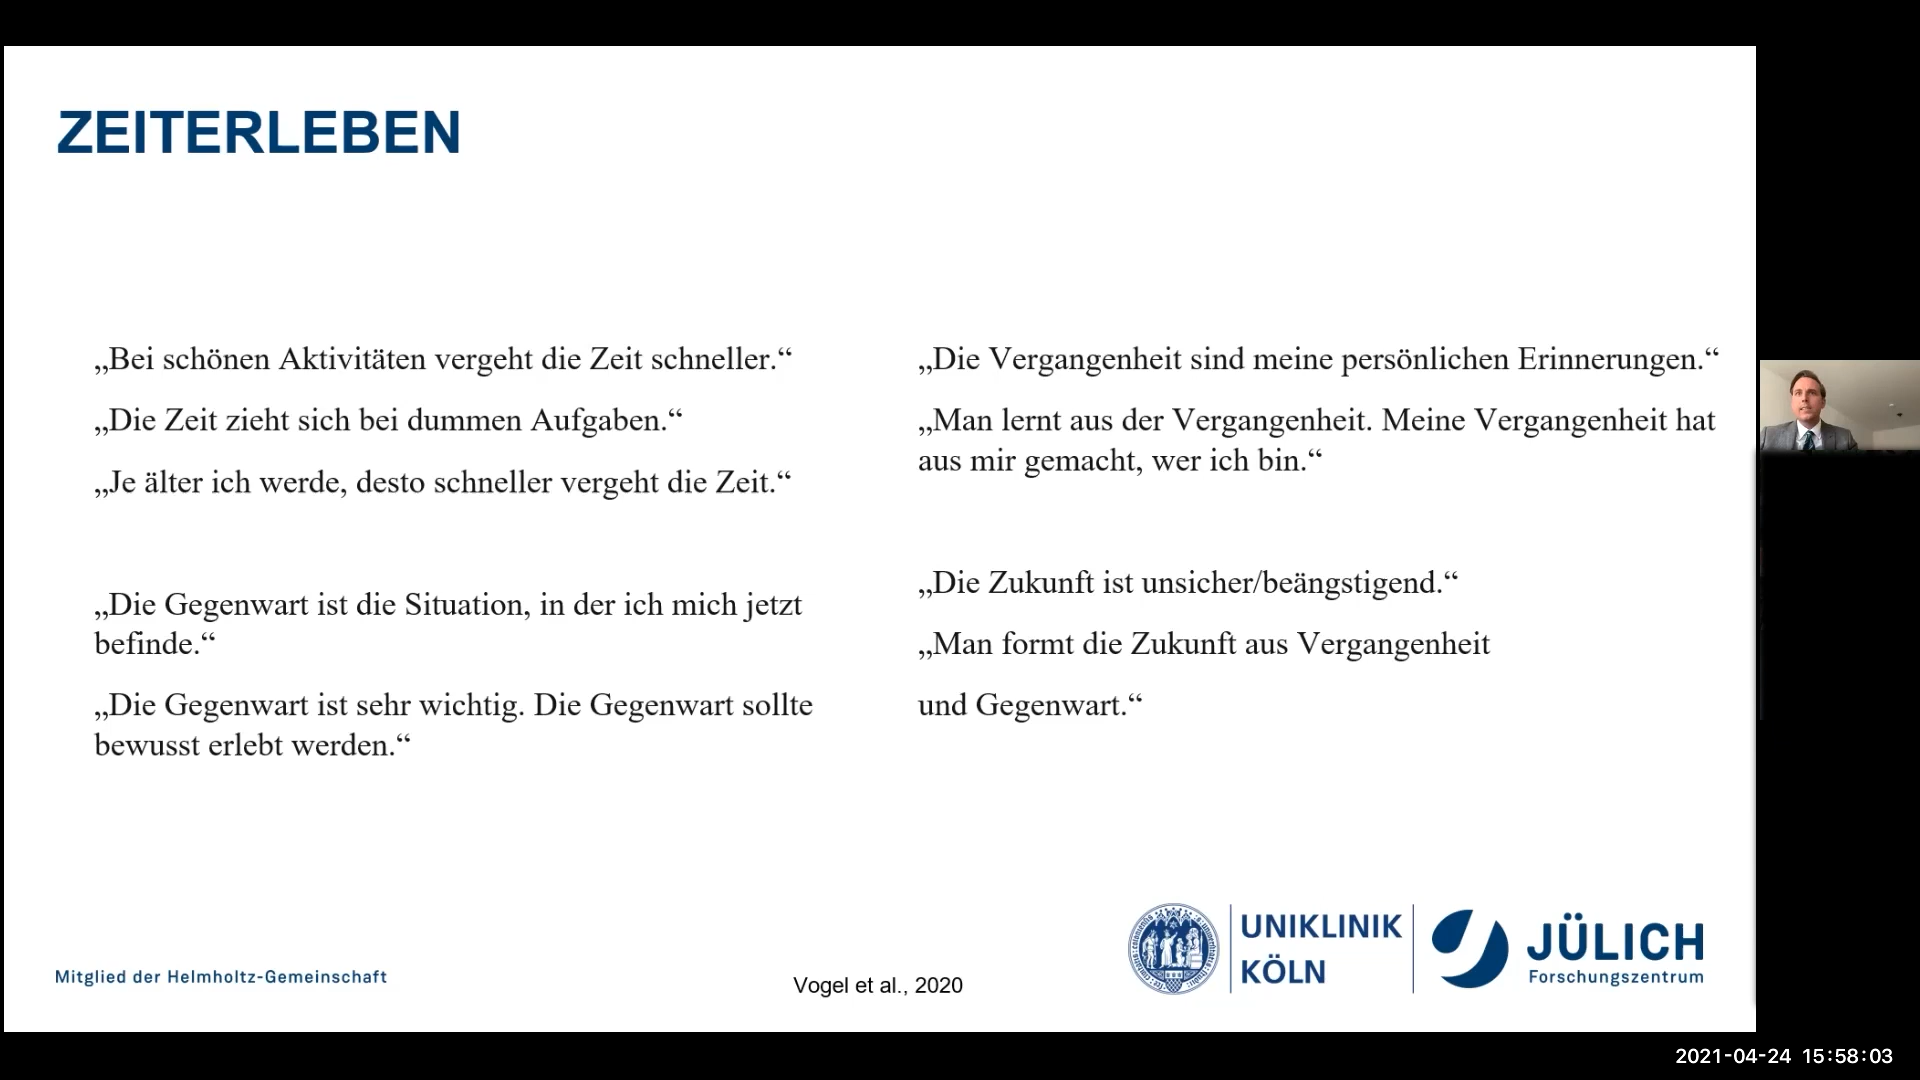 ZEITERLEBEN
„Bei schönen Aktivitäten vergeht die Zeit schneller.“
„Die Zeit zieht sich bei dummen Aufgaben.“
„Je älter ich werde, desto schneller vergeht die Zeit.“
„Die Gegenwart ist die Situation, in der ich mich jetzt
befinde.“
„Die Gegenwart ist sehr wichtig. Die Gegenwart sollte
bewusst erlebt werden.“
„Die Vergangenheit sind meine persönlichen Erinnerungen.“
„Man lernt aus der Vergangenheit. Meine Vergangenheit hat
aus mir gemacht, wer ich bin.“
„Die Zukunft ist unsicher/beängstigend.“
„Man formt die Zukunft aus Vergangenheit
und Gegenwart.“
Mitglied der Helmholtz-Gemeinschaft
Vogel et al., 2020
UNIKLINIK
KÖLN
JÜLICH
Forschungszentrum
2021-04-24 15:58:03